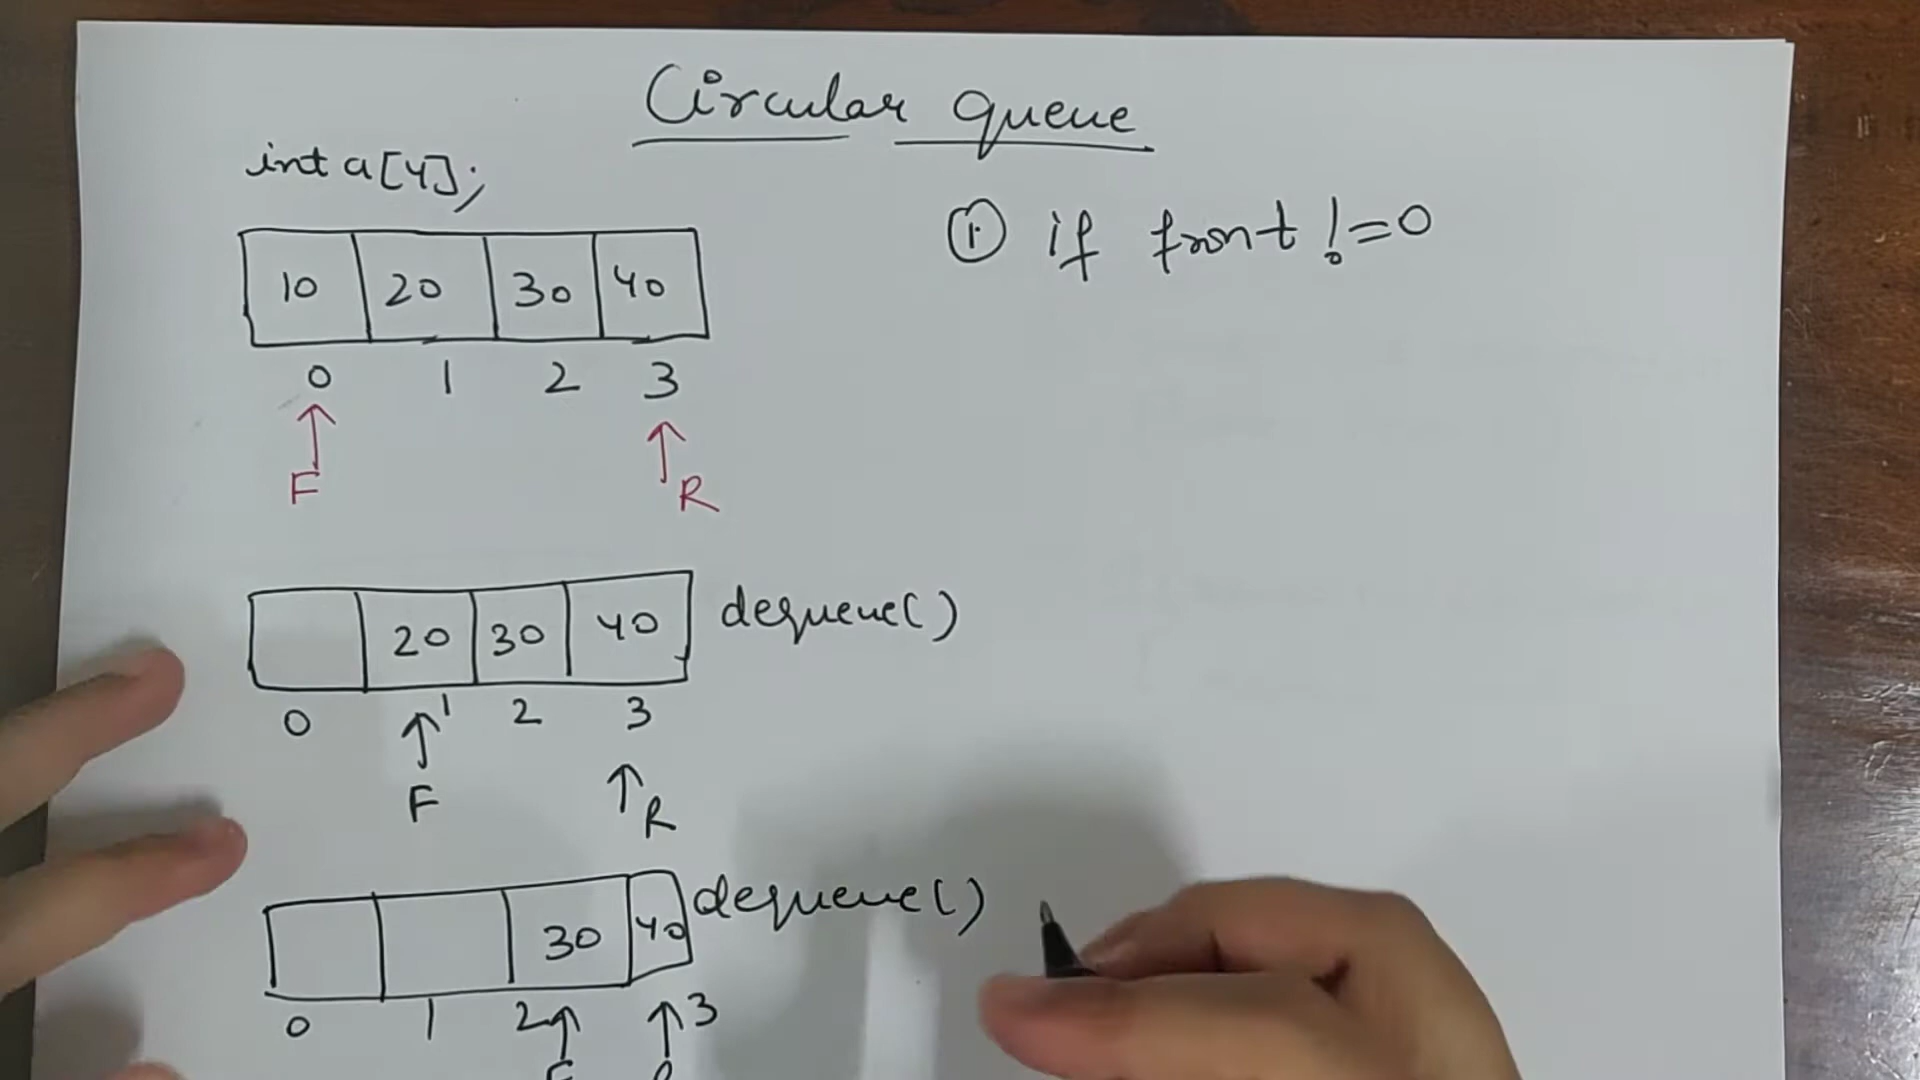 Circular queue
int a[4];
① if front != 0
10 20 30 40
0 1 2 3
F R
20 30 40 dequeue()
0 1 2 3
F R
30 40 dequeue()
0 1 2 3